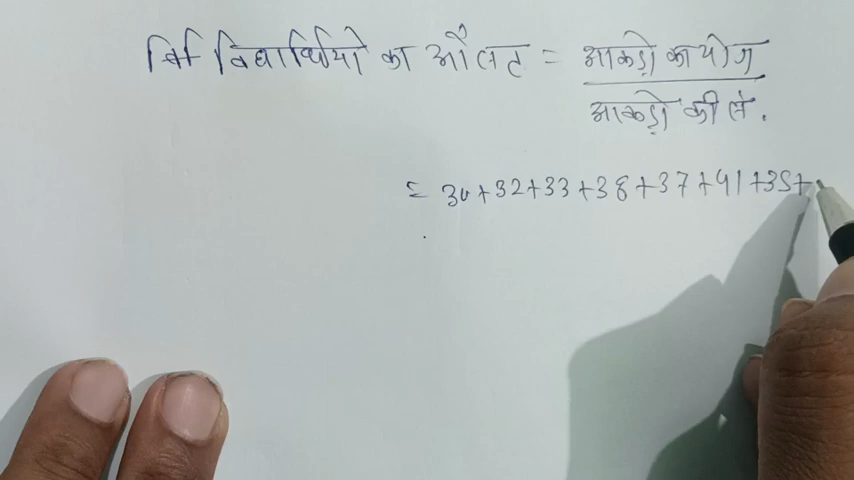 विद्यार्थियो का औसत = आकड़ो का योग
आकड़ो की सं.
= 30+32+33+38+37+41+35+